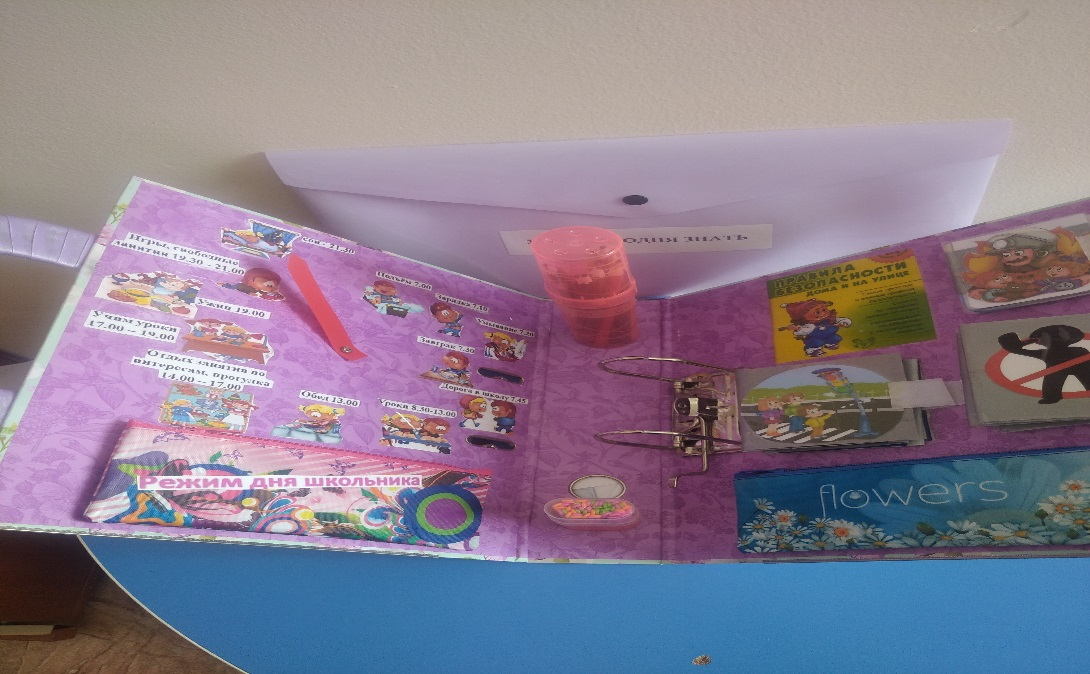 ОДНЯ ЗНАТЬ
сон - 21.30
Игры, свободные
занятия 19.30 - 21.00
Ужин 19.00
Учим уроки
17.00 - 19.00
Отдых занятия по
интересам, прогулка
14.00 - 17.00
Обед 13.00
Подъём 7.00
Зарядка 7.10
Умывание 7.20
Завтрак 7.30
Дорога в школу 7.45
Уроки 8.30-13.00
Режим дня школьника
ПРАВИЛА
БЕЗОПАСНОСТИ
ДОМА И НА УЛИЦЕ
flowers